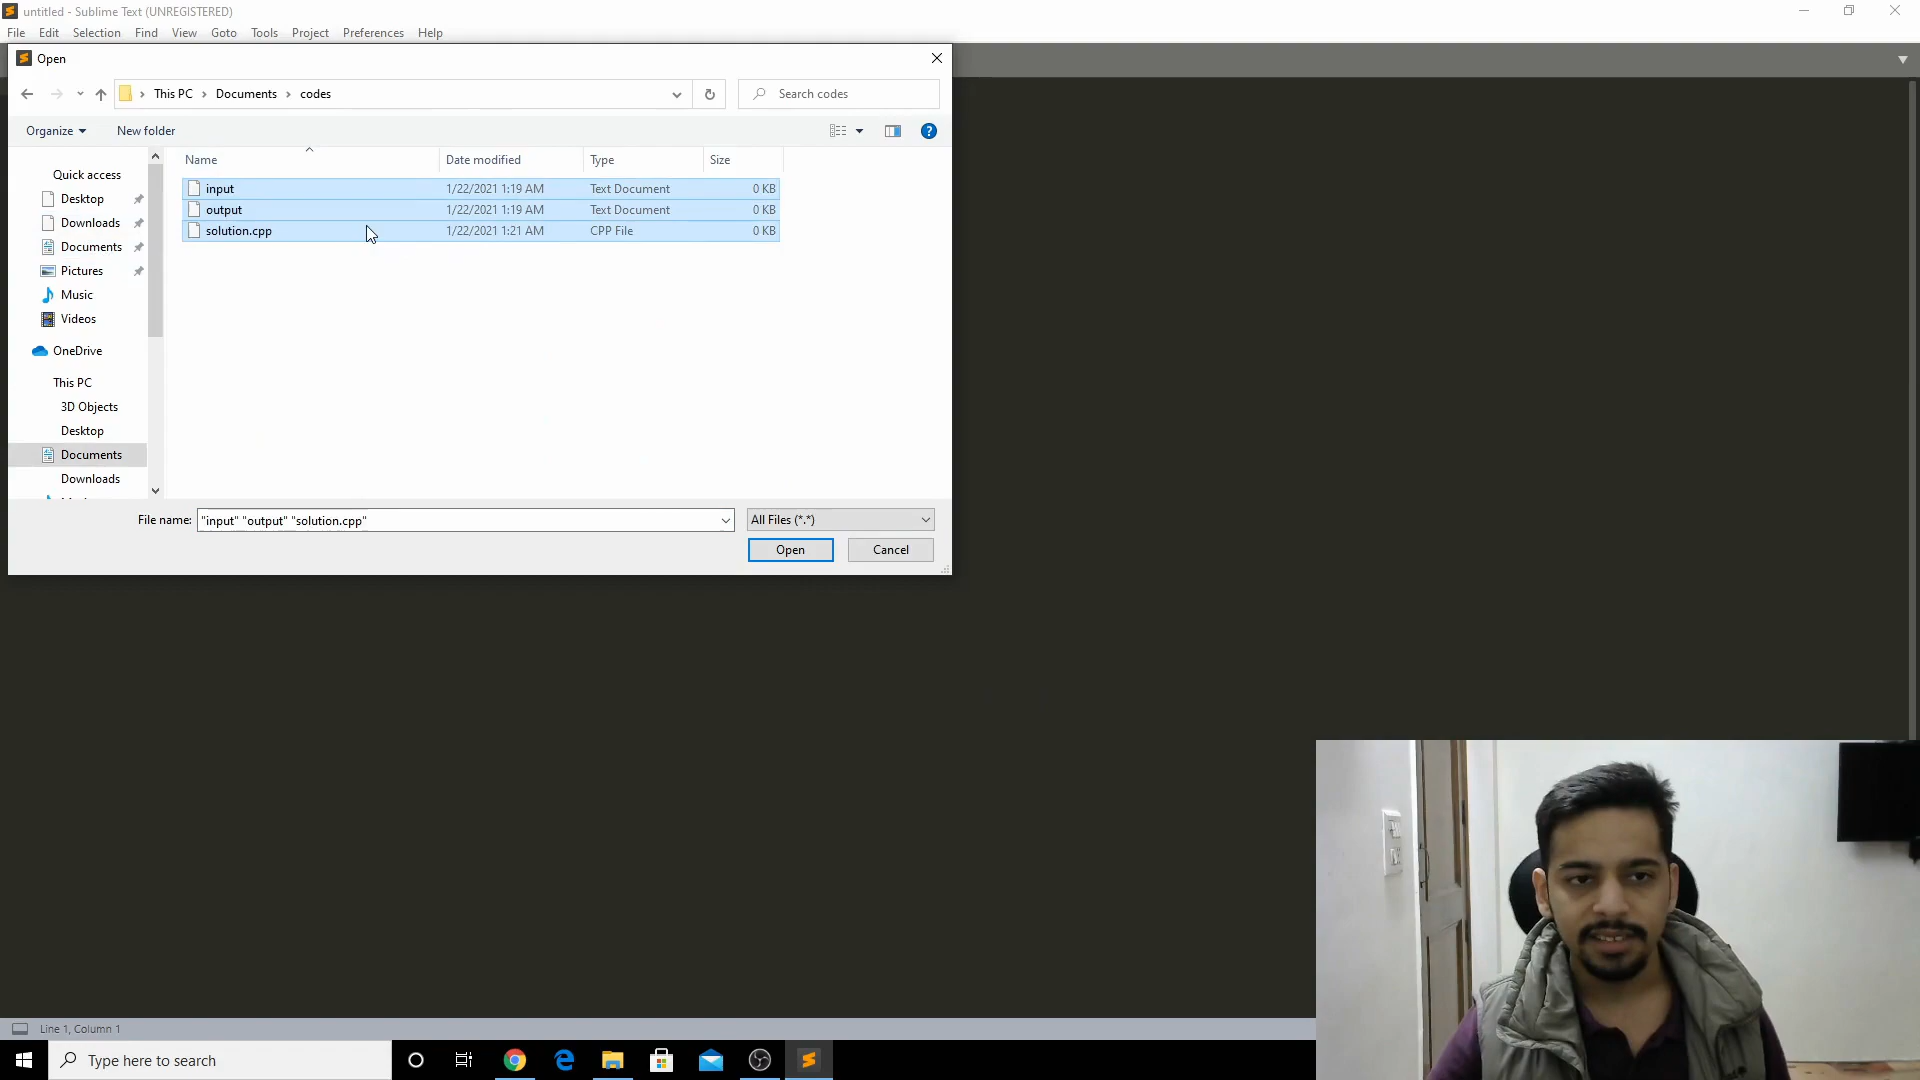 untitled - Sublime Text (UNREGISTERED)
File Edit Selection Find View Goto Tools Project Preferences Help
Open
This PC > Documents > codes
Search codes
Organize New folder
Name Date modified Type Size
input 1/22/2021 1:19 AM Text Document 0 KB
output 1/22/2021 1:19 AM Text Document 0 KB
solution.cpp 1/22/2021 1:21 AM CPP File 0 KB
Quick access
Desktop
Downloads
Documents
Pictures
Music
Videos
OneDrive
This PC
3D Objects
Desktop
Documents
Downloads
File name: "input" "output" "solution.cpp"
All Files (*.*)
Open Cancel
Line 1, Column 1
Type here to search